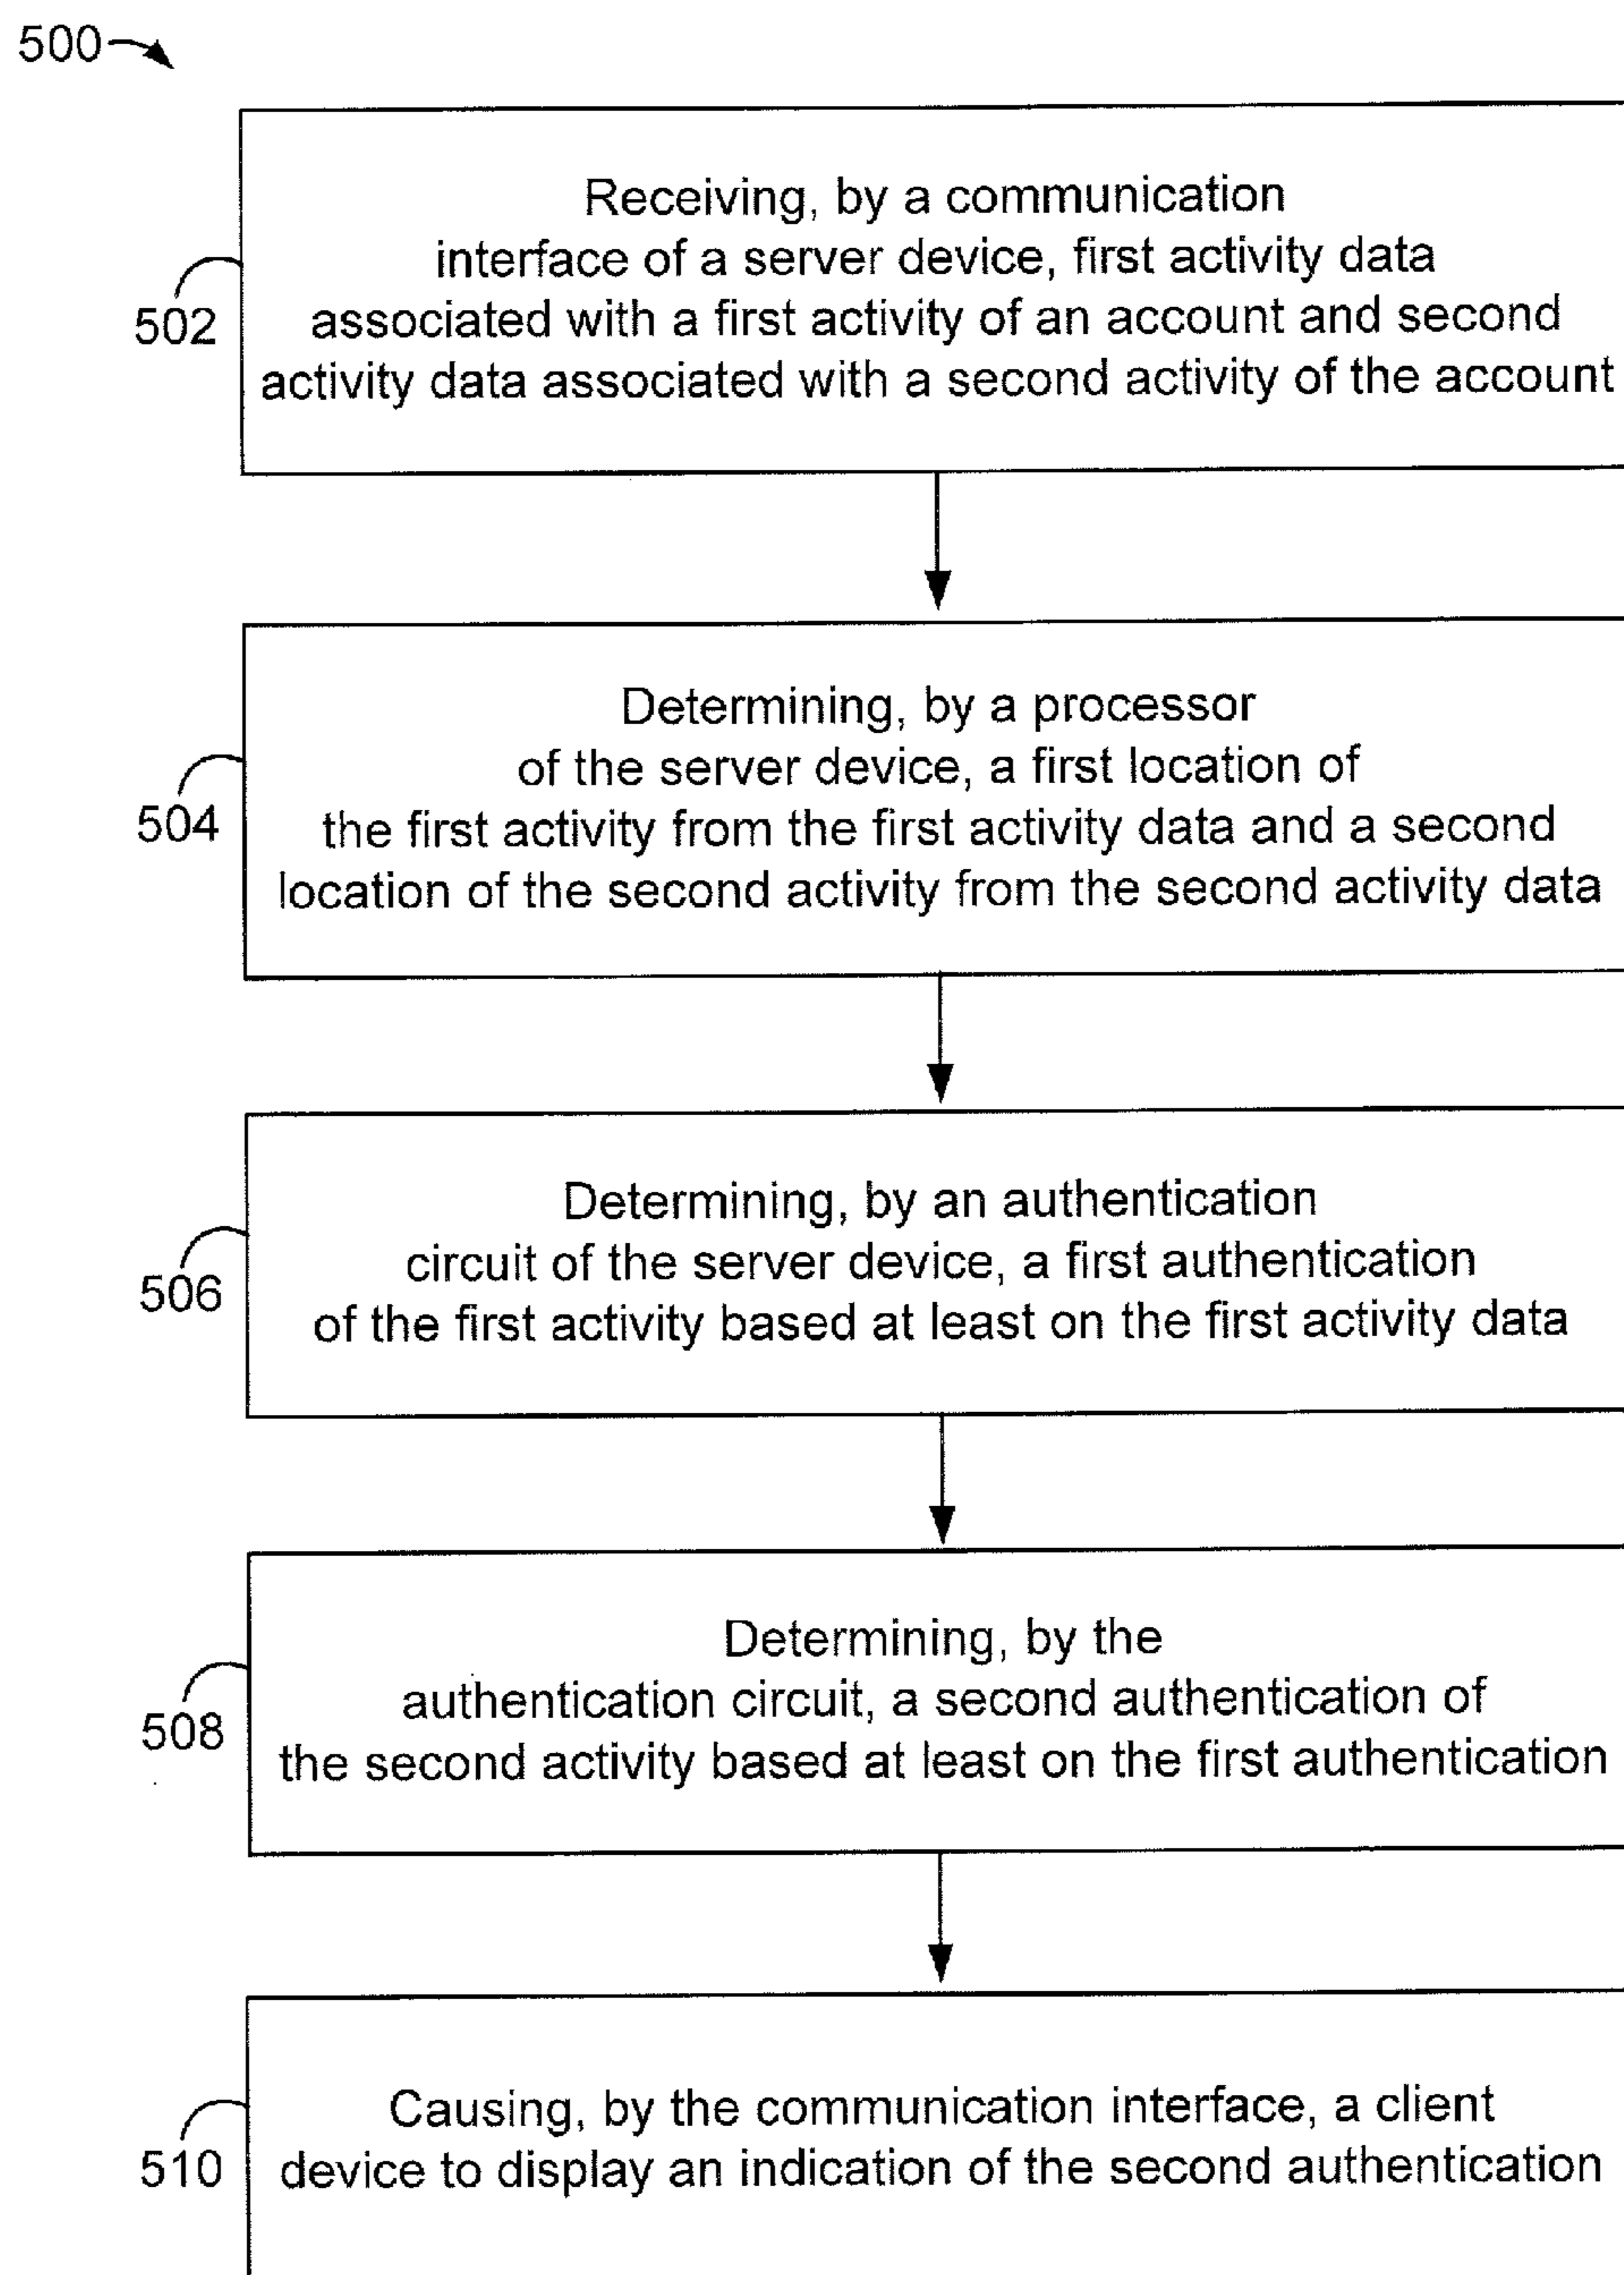 500
Receiving, by a communication
interface of a server device, first activity data
associated with a first activity of an account and second
activity data associated with a second activity of the account
502
Determining, by a processor
of the server device, a first location of
the first activity from the first activity data and a second
location of the second activity from the second activity data
504
Determining, by an authentication
circuit of the server device, a first authentication
of the first activity based at least on the first activity data
506
Determining, by the
authentication circuit, a second authentication of
the second activity based at least on the first authentication
508
Causing, by the communication interface, a client
device to display an indication of the second authentication
510